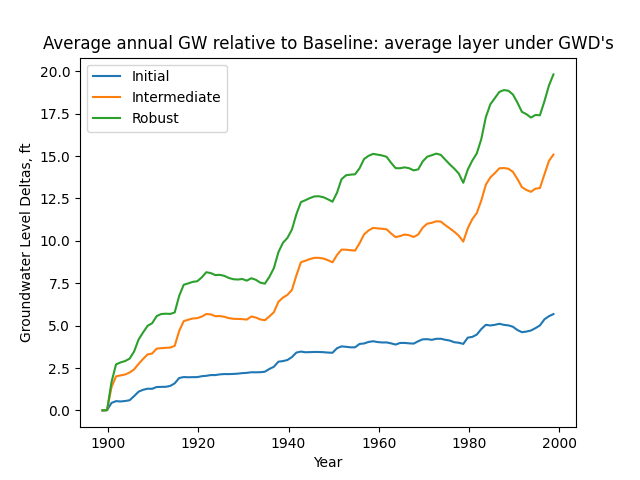 Average annual GW relative to Baseline: average layer under GWD's
Initial
Intermediate
Robust
20.0
17.5
15.0
12.5
10.0
7.5
5.0
2.5
0.0
Groundwater Level Deltas, ft
1900 1920 1940 1960 1980 2000
Year